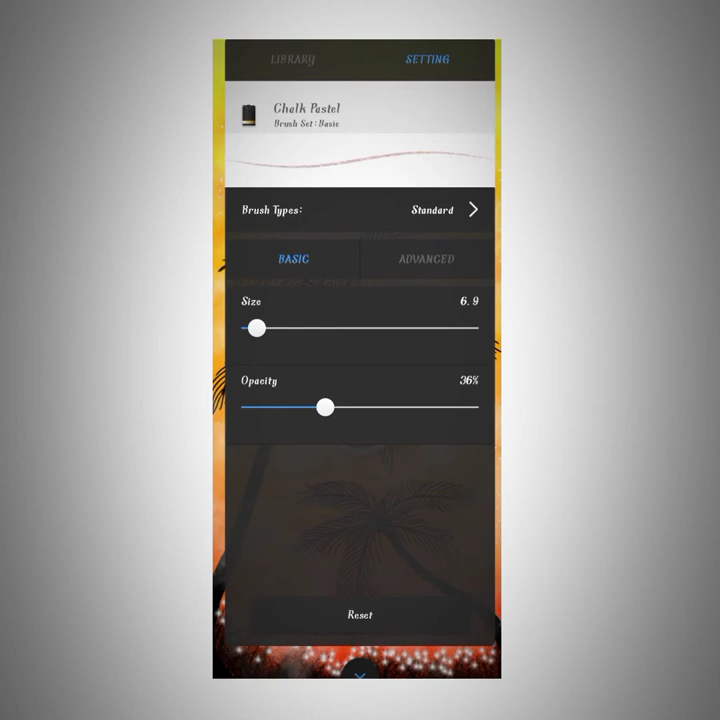 LIBRARY SETTING
Chalk Pastel
Brush Set: Basic
Brush Types: Standard
BASIC ADVANCED
Size 6.9
Opacity 36%
Reset